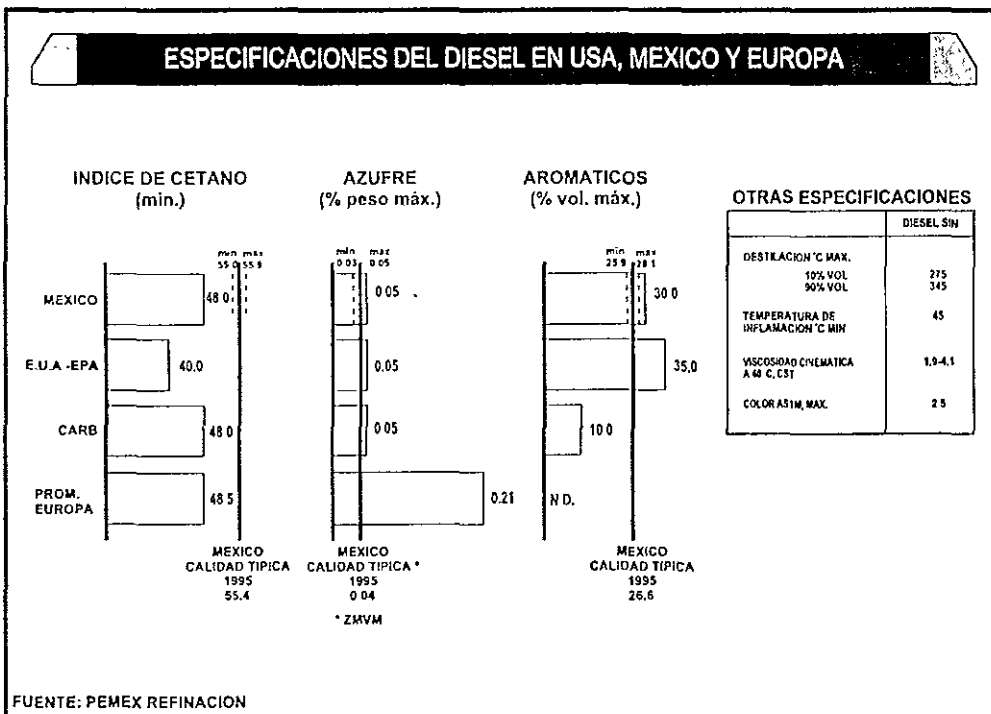 ESPECIFICACIONES DEL DIESEL EN USA, MEXICO Y EUROPA
INDICE DE CETANO
(min.)
min máx
55 0 55 9
MEXICO
48 0
E.U.A -EPA
40.0
CARB
48 0
PROM.
EUROPA
48 5
MEXICO
CALIDAD TIPICA
1995
55.4
AZUFRE
(% peso máx.)
min max
0 03 0 05
0 05
0.05
0 05
0.21
MEXICO
CALIDAD TIPICA *
1995
0 04
* ZMVM
AROMATICOS
(% vol. máx.)
min máx
25 9 28 1
30 0
35,0
10 0
N D.
MEXICO
CALIDAD TIPICA
1995
26,6
OTRAS ESPECIFICACIONES
DIESEL SIN
DESTILACION °C MAX.
10% VOL 275
90% VOL 345
TEMPERATURA DE
INFLAMACION °C MIN 45
VISCOSIDAD CINEMATICA
A 40 C, CST 1,9-4,1
COLOR ASTM, MAX. 2 5
FUENTE: PEMEX REFINACION